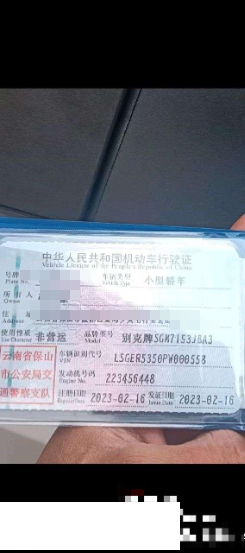 中华人民共和国机动车行驶证
Vehicle License of the People's Republic of China
号牌
Plate No.
车辆类型
Vehicle Type
小型轿车
所有人
住
Address
使用性质
Use Character
非营运
品牌型号
Model
别克牌SGM7153JBA3
云南省保山
市公安局交
通警察支队
车辆识别代号
VIN
LSGER5350PW000558
发动机号码
Engine No.
223456448
注册日期
Register Date
2023-02-16
发证日期
Issue Date
2023-02-16